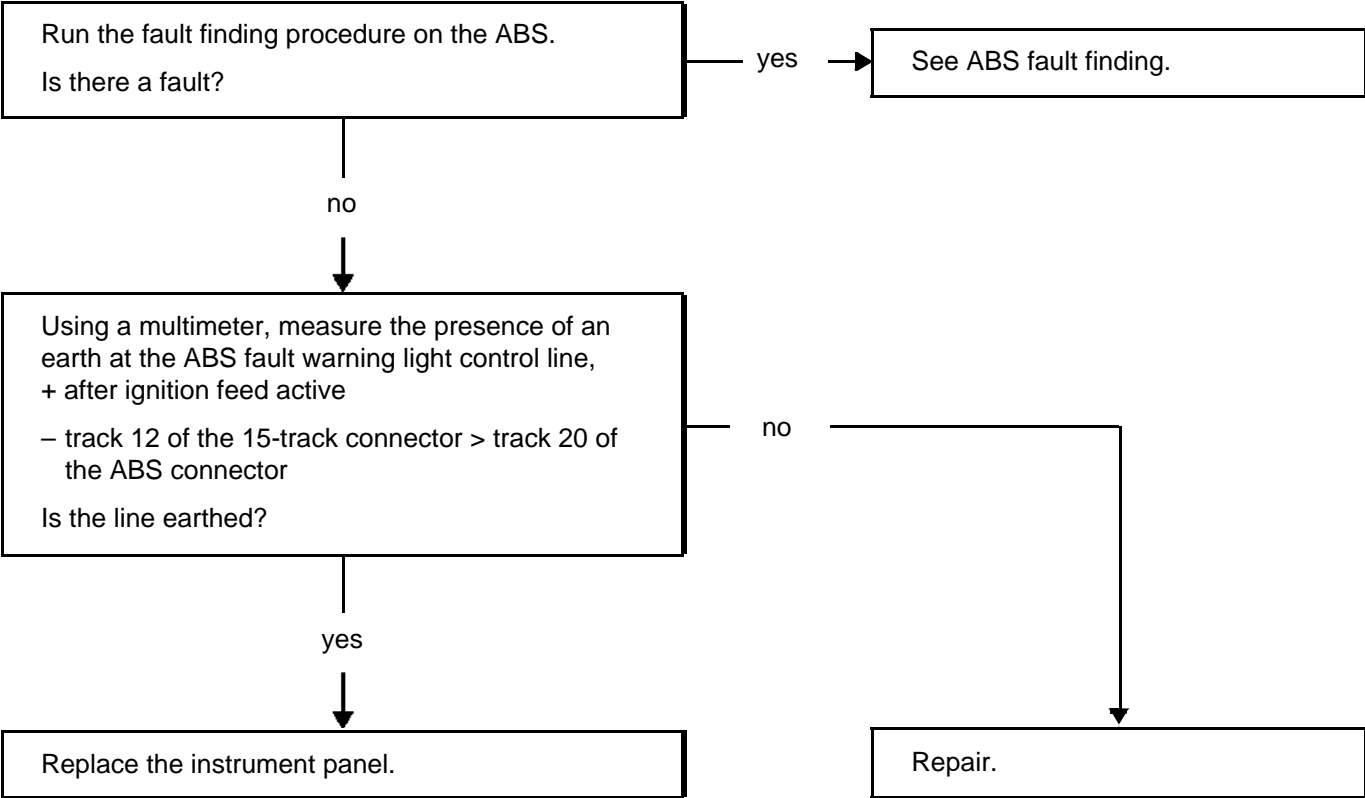 Run the fault finding procedure on the ABS.
Is there a fault?
yes
See ABS fault finding.
no
Using a multimeter, measure the presence of an
earth at the ABS fault warning light control line,
+ after ignition feed active
– track 12 of the 15-track connector > track 20 of
the ABS connector
Is the line earthed?
no
yes
Replace the instrument panel.
Repair.